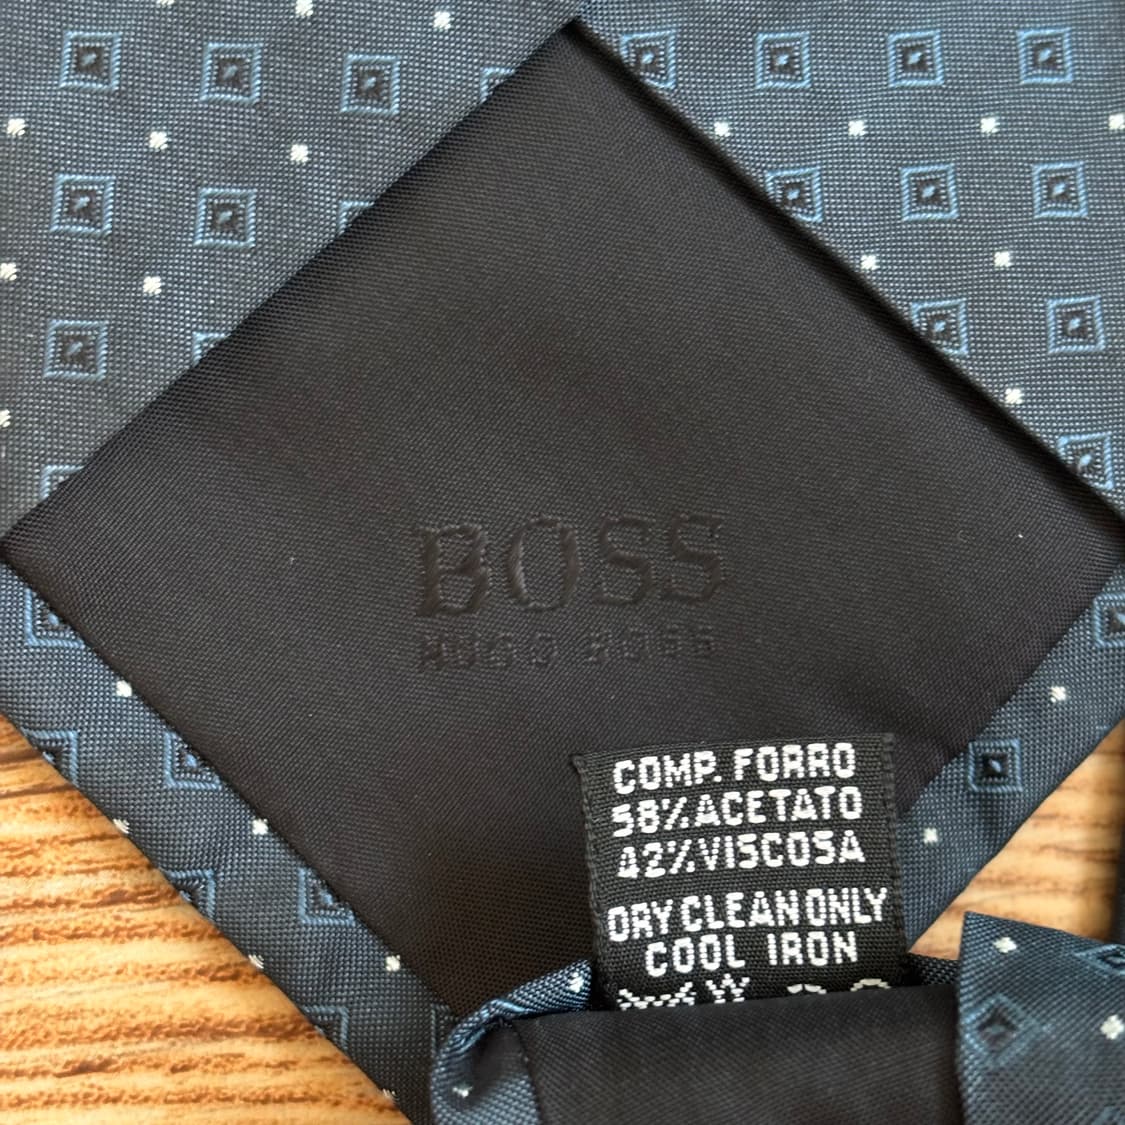 BOSS
HUGO BOSS
COMP. FORRO
58%ACETATO
42%VISCOSA
DRY CLEAN ONLY
COOL IRON